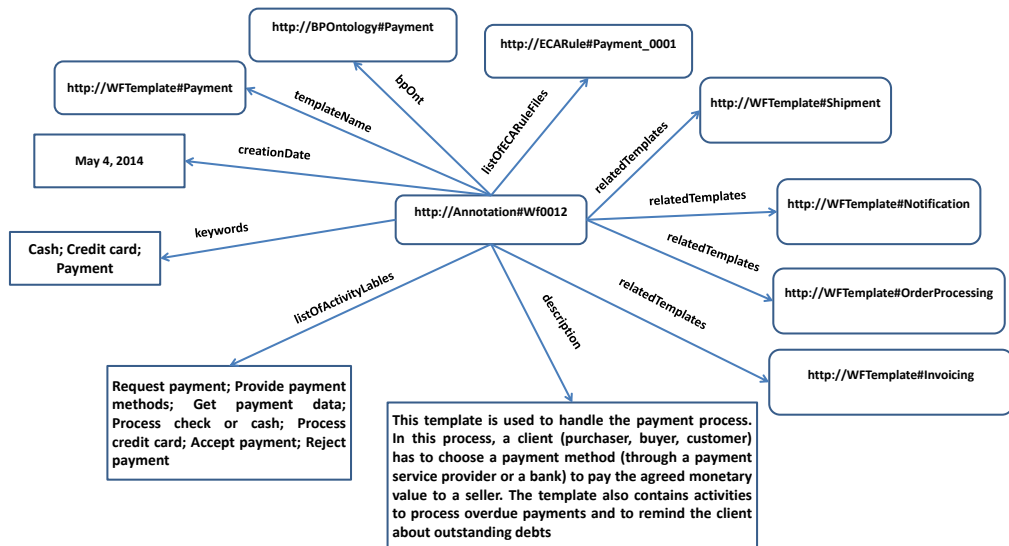 http://BPOntology#Payment
http://ECARule#Payment_0001
http://WFTemplate#Payment
http://WFTemplate#Shipment
bpOnt
templateName
listOfECARuleFiles
relatedTemplates
May 4, 2014
creationDate
http://Annotation#Wf0012
relatedTemplates
http://WFTemplate#Notification
keywords
Cash; Credit card;
Payment
relatedTemplates
http://WFTemplate#OrderProcessing
listOfActivityLables
description
relatedTemplates
http://WFTemplate#Invoicing
Request payment; Provide payment
methods; Get payment data;
Process check or cash; Process
credit card; Accept payment; Reject
payment
This template is used to handle the payment process.
In this process, a client (purchaser, buyer, customer)
has to choose a payment method (through a payment
service provider or a bank) to pay the agreed monetary
value to a seller. The template also contains activities
to process overdue payments and to remind the client
about outstanding debts